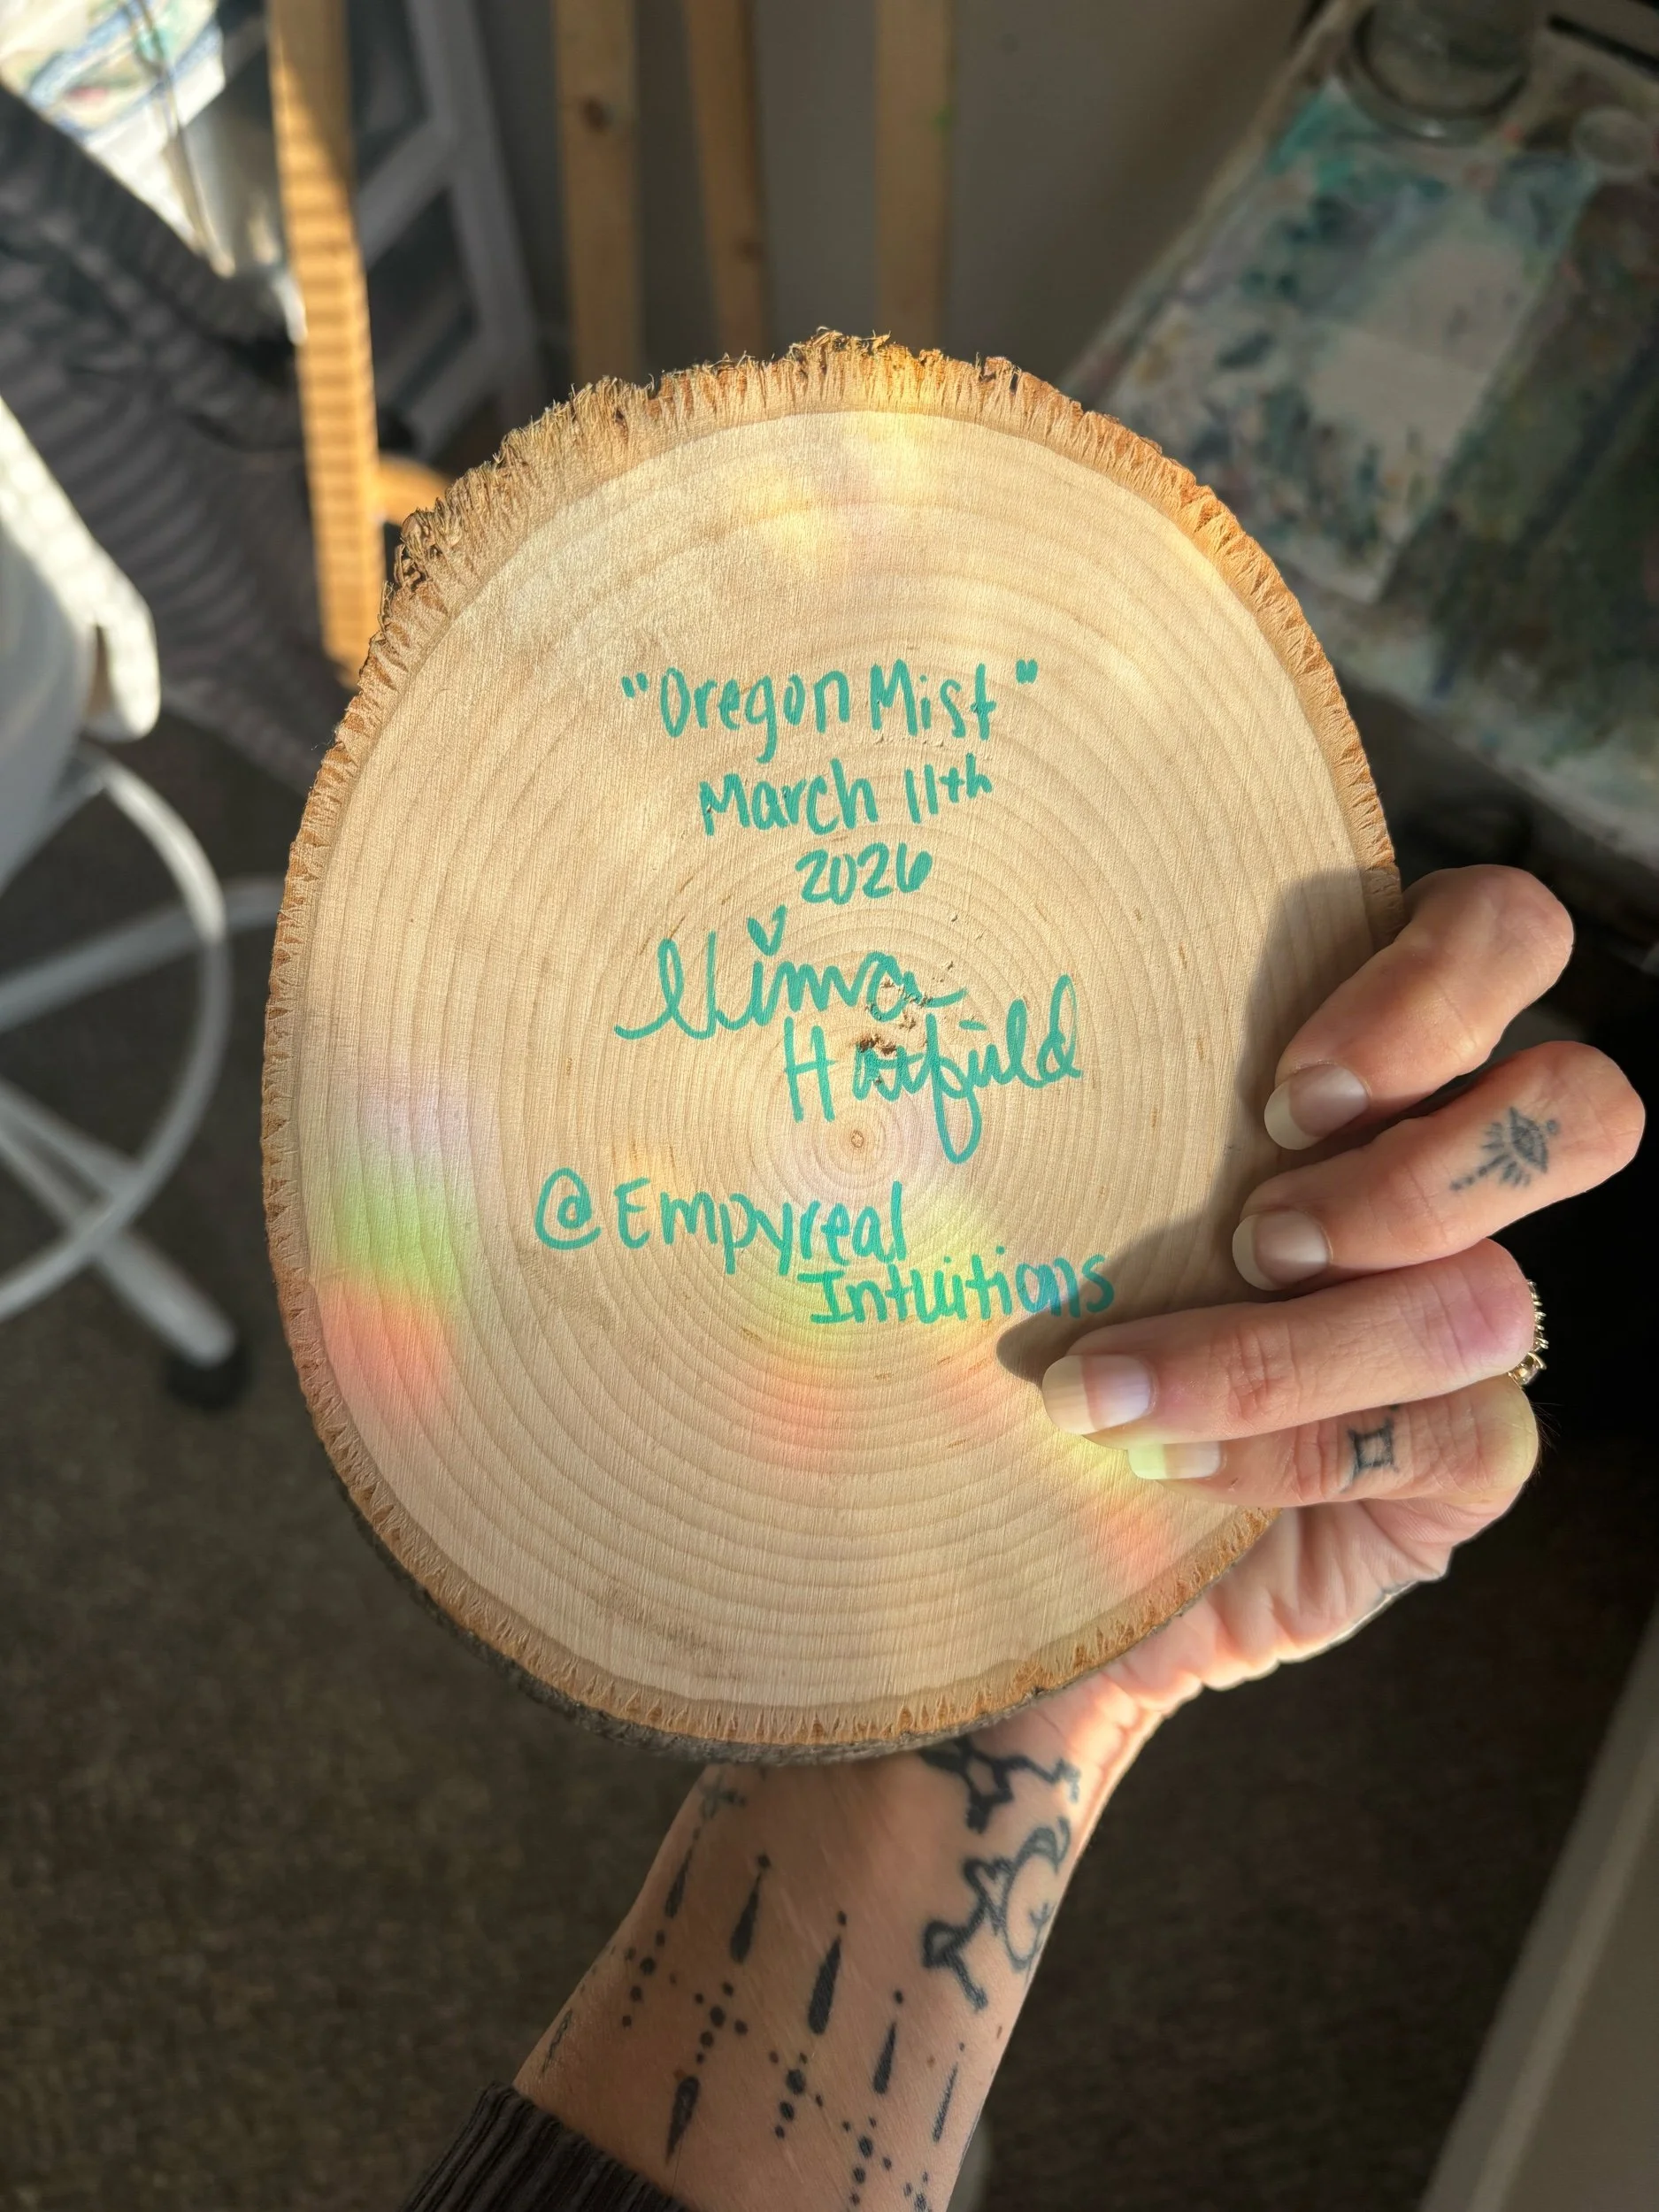 "Oregon Mist"
March 11th
2026
Hatfield
@Empyreal
Intuitions